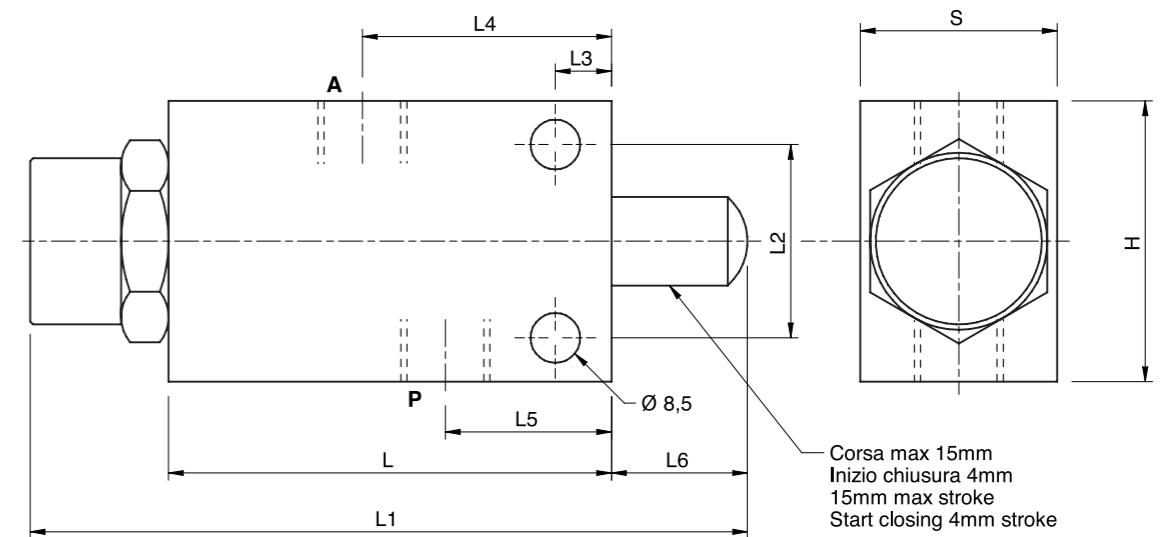 L4
S
L3
A
L2
H
P
Ø 8,5
L5
L
L6
L1
Corsa max 15mm
Inizio chiusura 4mm
15mm max stroke
Start closing 4mm stroke